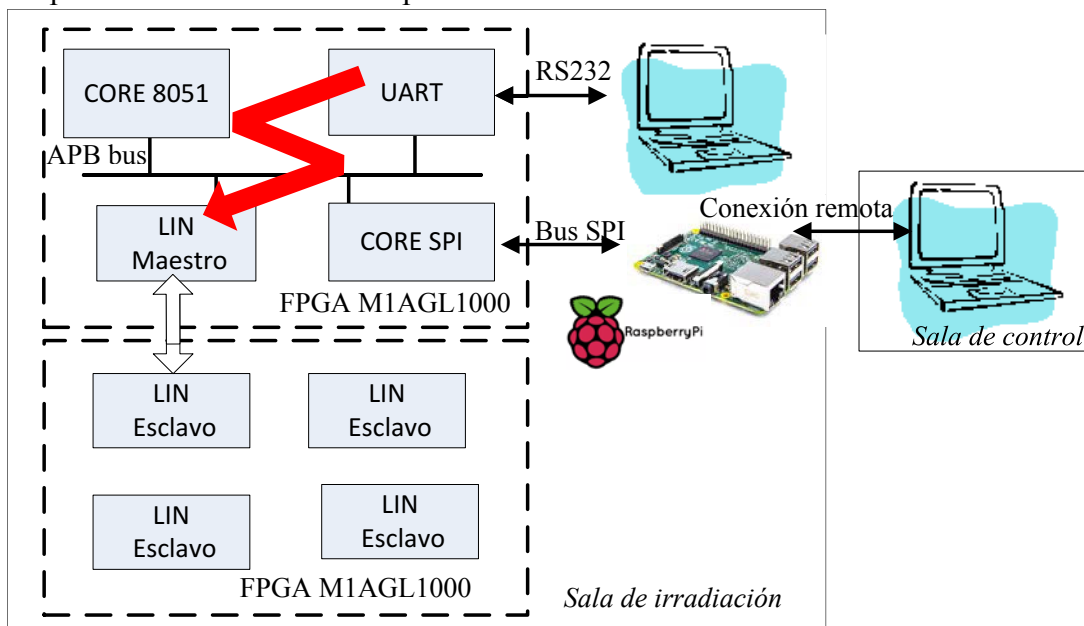 CORE 8051
UART
RS232
APB bus
LIN
Maestro
CORE SPI
Bus SPI
Conexión remota
FPGA M1AGL1000
RaspberryPi
Sala de control
LIN
Esclavo
LIN
Esclavo
LIN
Esclavo
LIN
Esclavo
FPGA M1AGL1000
Sala de irradiación